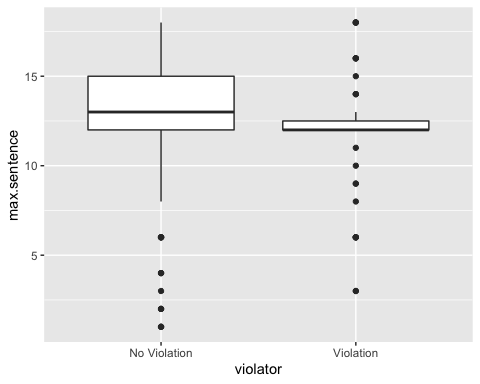 15
10
5
max.sentence
No Violation
Violation
violator